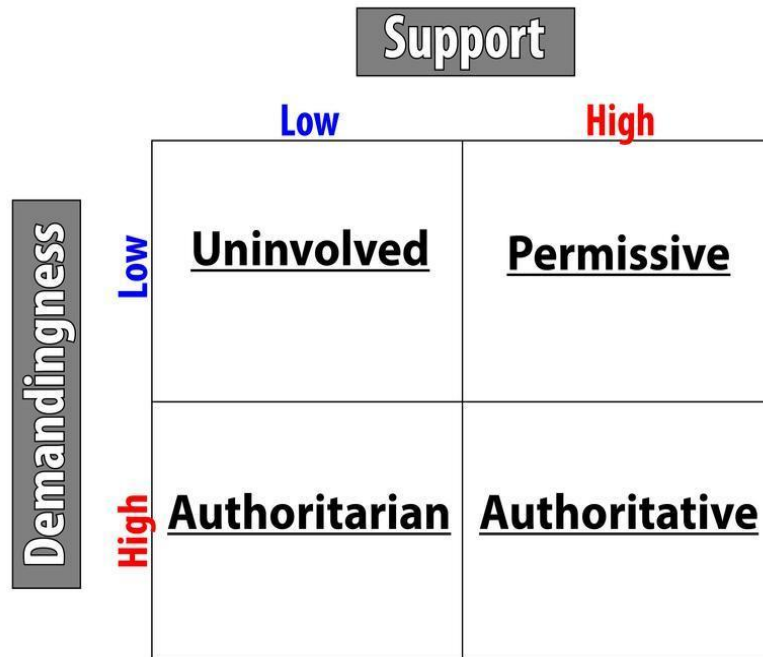 Support
Low High
Demandingness
Low
Uninvolved Permissive
High
Authoritarian Authoritative